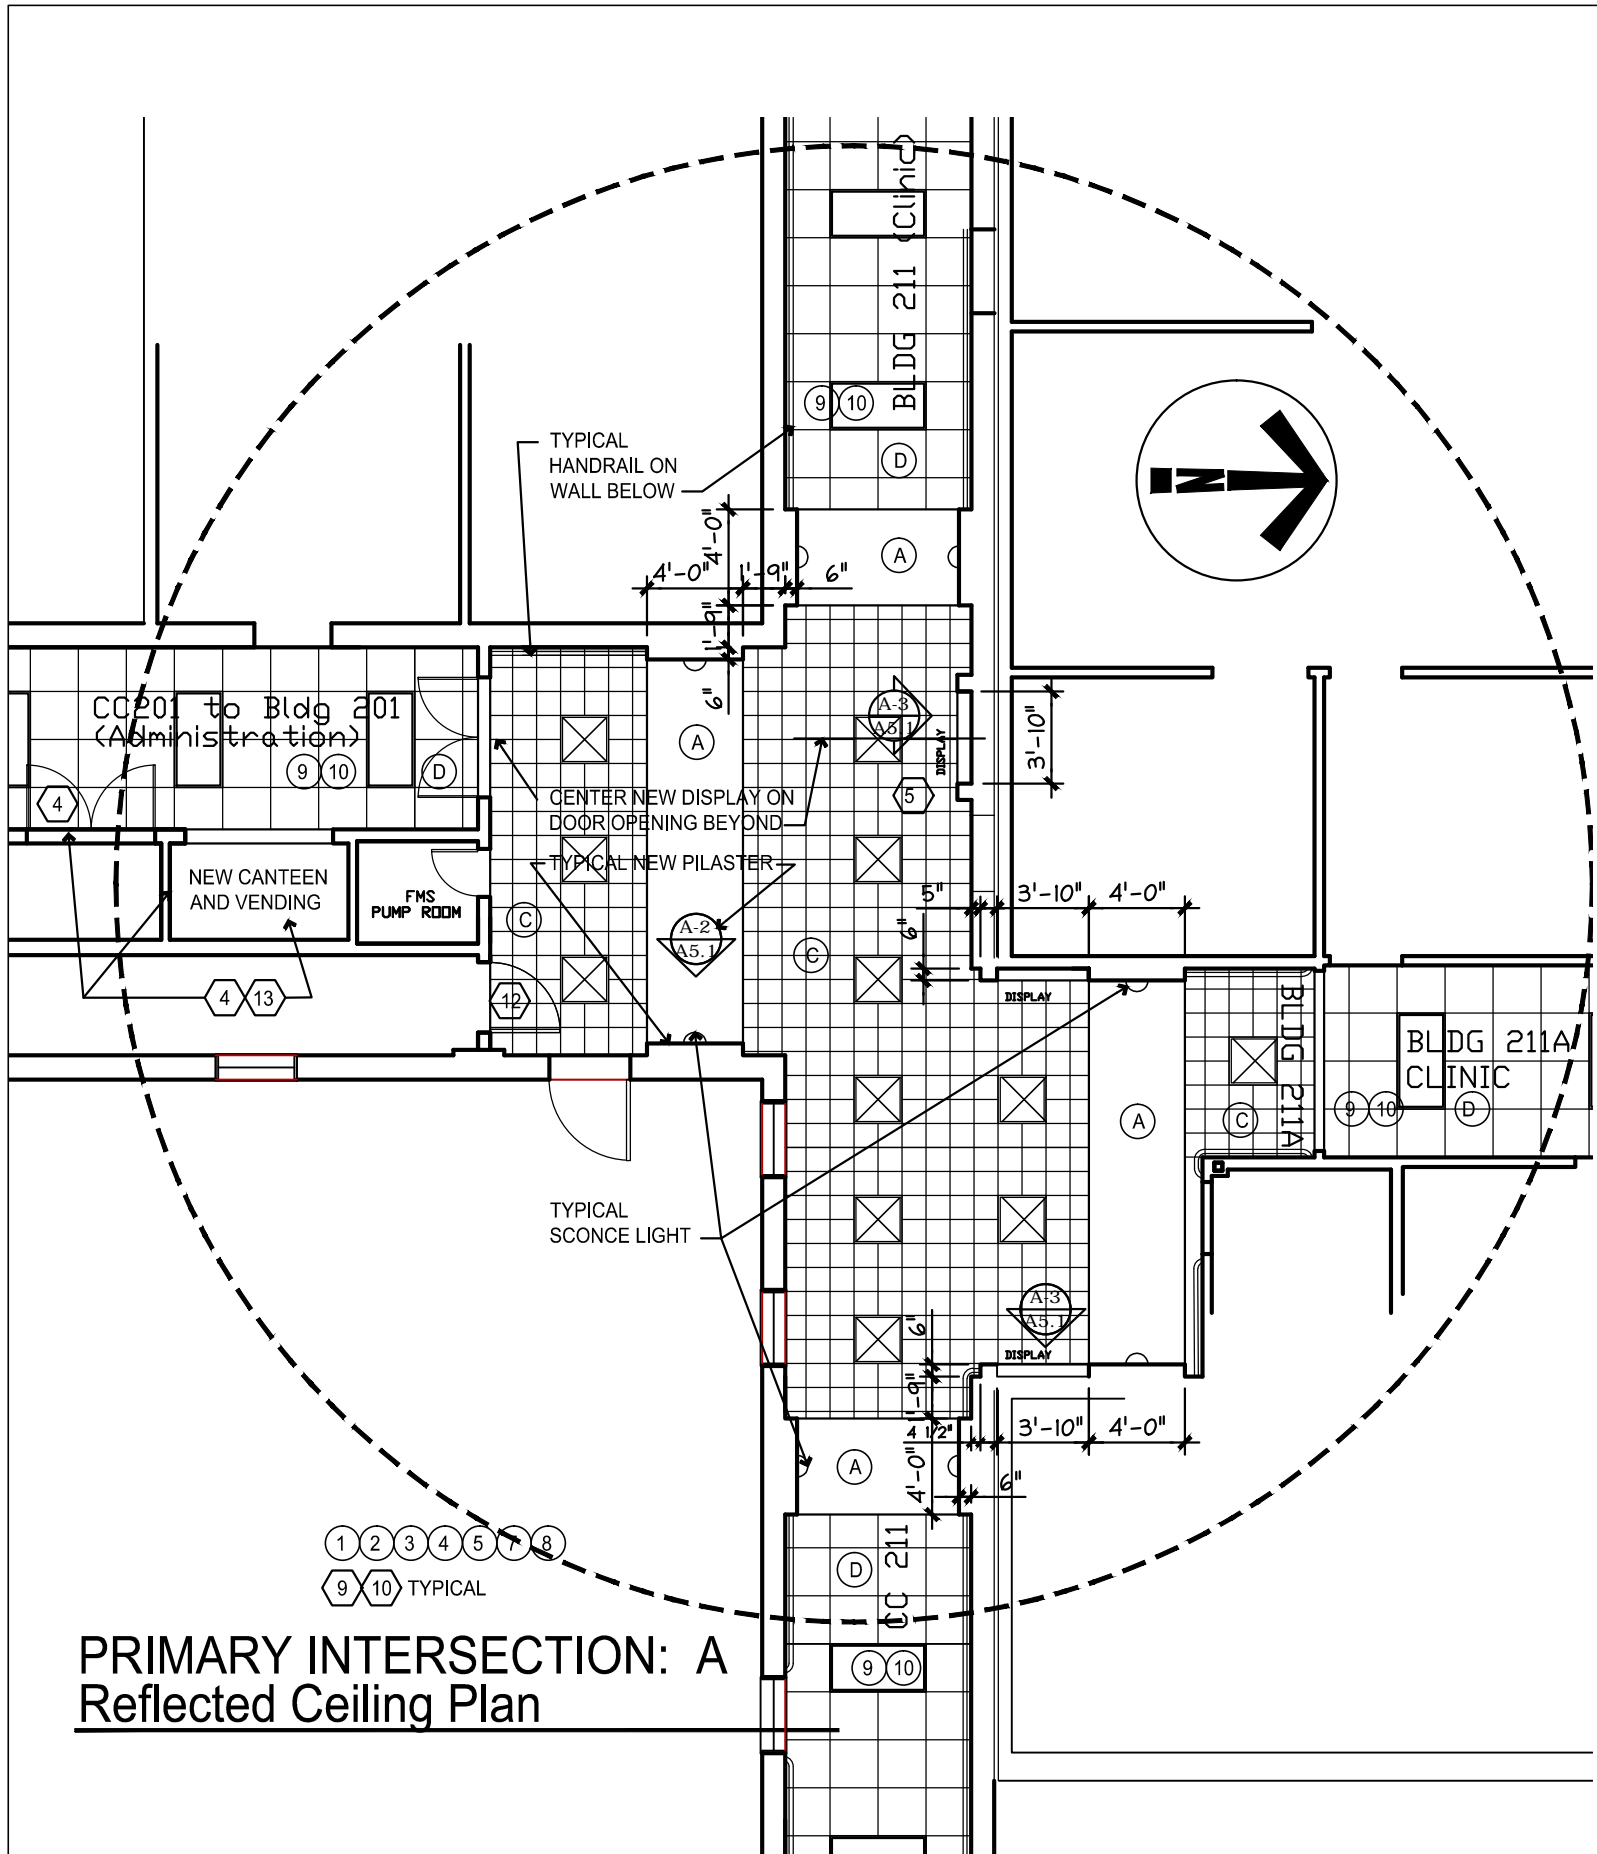 BLDG 211 (Clinic)
9 10
D
TYPICAL
HANDRAIL ON
WALL BELOW
N
A
4'-0"
4'-0"
1'-9"
6"
1'-9"
6"
CC201 to Bldg 201
(Administration)
9 10
D
4
A
A-3
A5.1
DISPLAY
3'-10"
5
CENTER NEW DISPLAY ON
DOOR OPENING BEYOND
TYPICAL NEW PILASTER
NEW CANTEEN
AND VENDING
FMS
PUMP ROOM
C
A-2
A5.1
C
5"
3'-10"
4'-0"
6"
4 13
12
DISPLAY
BLDG 211A
BLDG 211A
CLINIC
9 10
D
A
C
TYPICAL
SCONCE LIGHT
A-3
A5.1
DISPLAY
6"
1'-9"
4 1/2"
3'-10"
4'-0"
4'-0"
6"
A
D
CC 211
1 2 3 4 5 7 8
9 10 TYPICAL
9 10
PRIMARY INTERSECTION: A
Reflected Ceiling Plan